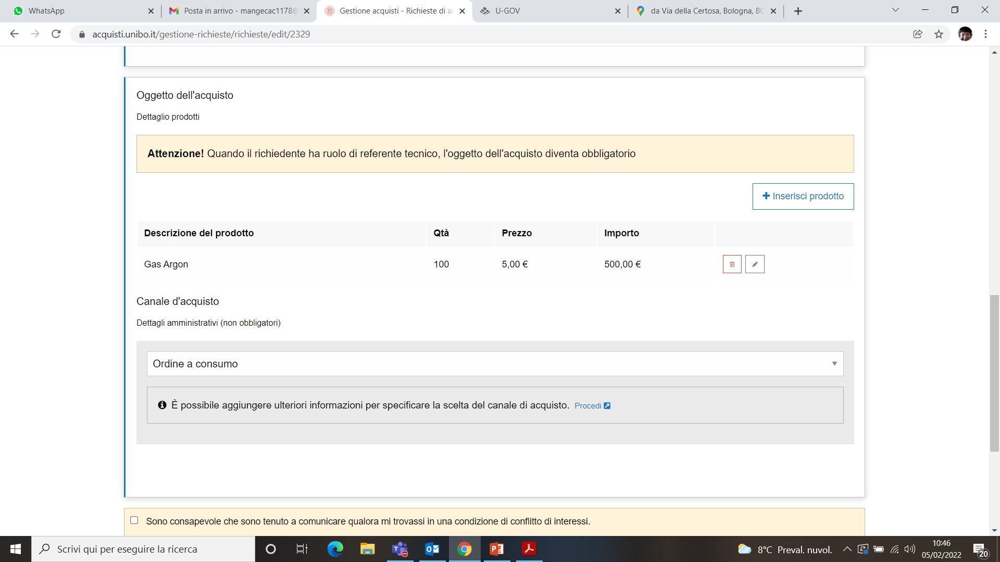 WhatsApp
Posta in arrivo - mangecac1178@
Gestione acquisti - Richieste di a
U-GOV
da Via della Certosa, Bologna, BO
acquisti.unibo.it/gestione-richieste/richieste/edit/2329
Oggetto dell'acquisto
Dettaglio prodotti
Attenzione! Quando il richiedente ha ruolo di referente tecnico, l'oggetto dell'acquisto diventa obbligatorio
Inserisci prodotto
Descrizione del prodotto Qtà Prezzo Importo
Gas Argon 100 5,00 € 500,00 €
Canale d'acquisto
Dettagli amministrativi (non obbligatori)
Ordine a consumo
È possibile aggiungere ulteriori informazioni per specificare la scelta del canale di acquisto. Procedi
Sono consapevole che sono tenuto a comunicare qualora mi trovassi in una condizione di conflitto di interessi.
Scrivi qui per eseguire la ricerca
8°C Preval. nuvol.
10:46
05/02/2022
20